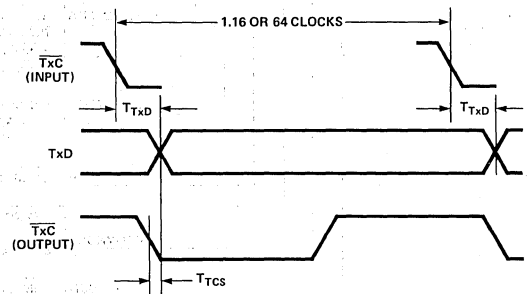 1.16 OR 64 CLOCKS
TxC
(INPUT)
TTxD
TTxD
TxD
TxC
(OUTPUT)
TTCS